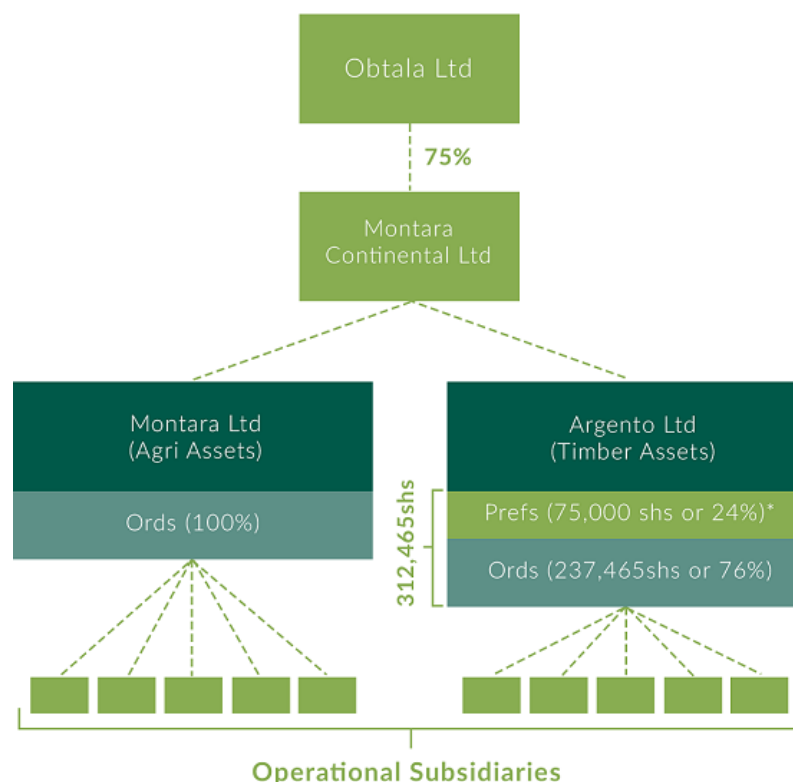 Obtala Ltd
75%
Montara
Continental Ltd
Montara Ltd
(Agri Assets)
Ords (100%)
Argento Ltd
(Timber Assets)
312,465shs
Prefs (75,000 shs or 24%)*
Ords (237,465shs or 76%)
Operational Subsidiaries